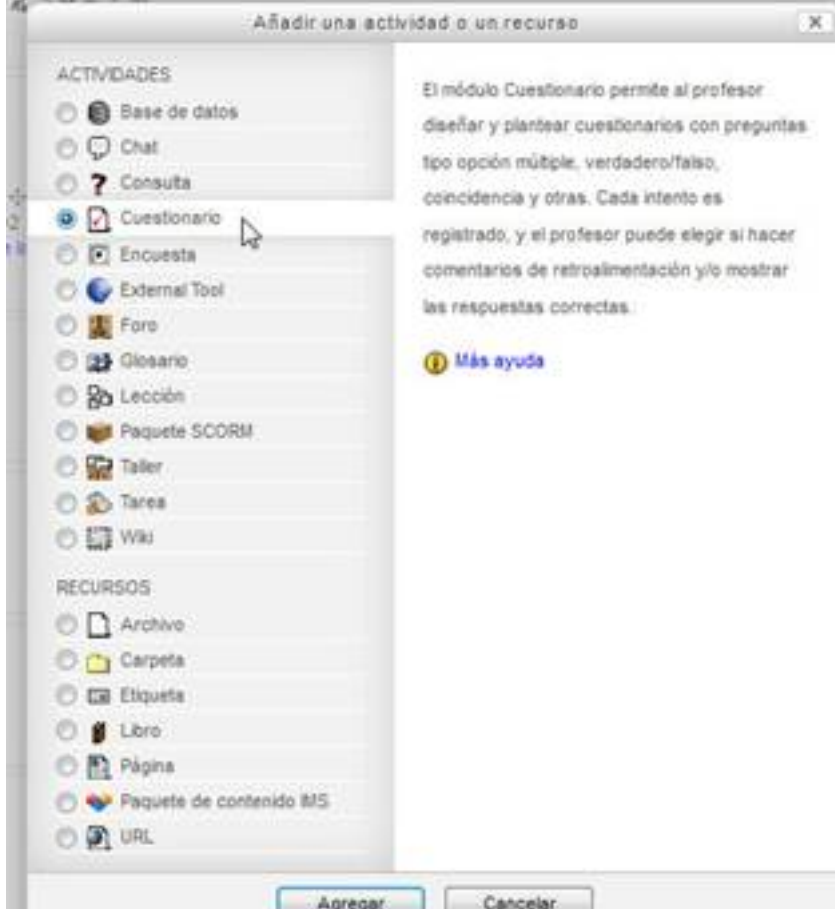 Añadir una actividad o un recurso
ACTIVIDADES
Base de datos
Chat
Consulta
Cuestionario
Encuesta
External Tool
Foro
Glosario
Lección
Paquete SCORM
Taller
Tarea
Wiki
RECURSOS
Archivo
Carpeta
Etiqueta
Libro
Página
Paquete de contenido IMS
URL
El módulo Cuestionario permite al profesor
diseñar y plantear cuestionarios con preguntas
tipo opción múltiple, verdadero/falso,
coincidencia y otras. Cada intento es
registrado, y el profesor puede elegir si hacer
comentarios de retroalimentación y/o mostrar
las respuestas correctas.
Más ayuda
Agregar
Cancelar